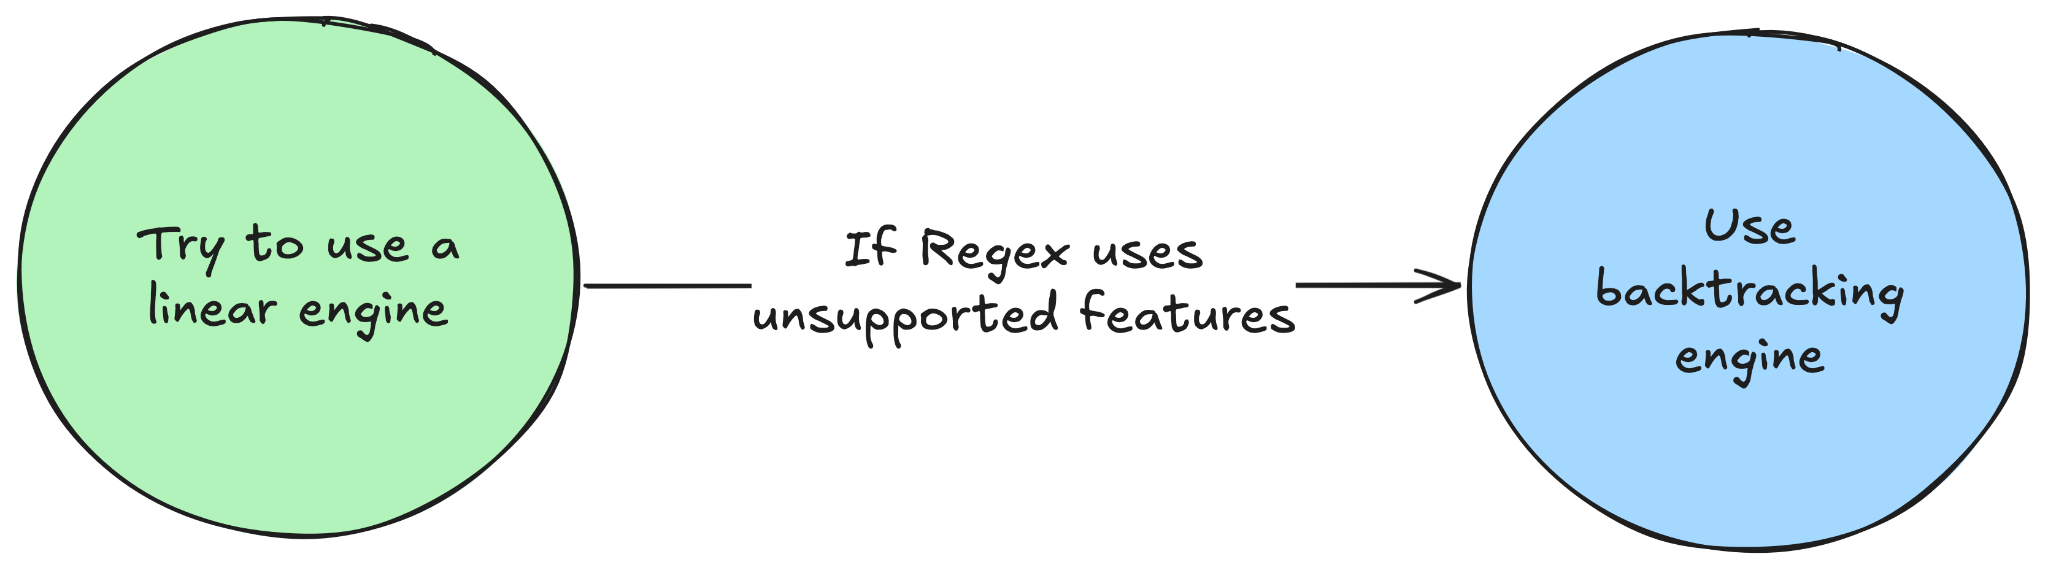 Try to use a
linear engine
If Regex uses
unsupported features
Use
backtracking
engine